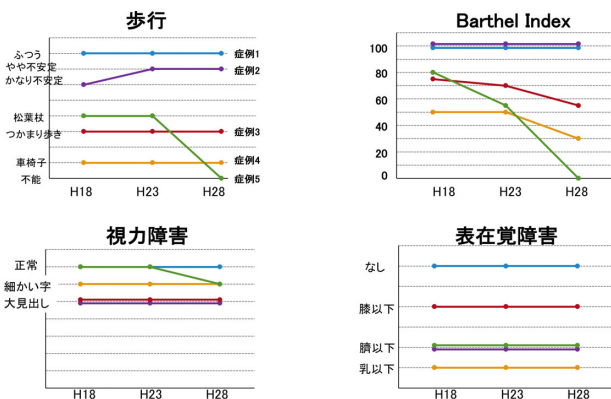 歩行
ふつう
やや不安定
かなり不安定
松葉杖
つかまり歩き
車椅子
不能
症例1
症例2
症例3
症例4
症例5
H18 H23 H28
Barthel Index
100
80
60
40
20
0
H18 H23 H28
視力障害
正常
細かい字
大見出し
H18 H23 H28
表在覚障害
なし
膝以下
臍以下
乳以下
H18 H23 H28